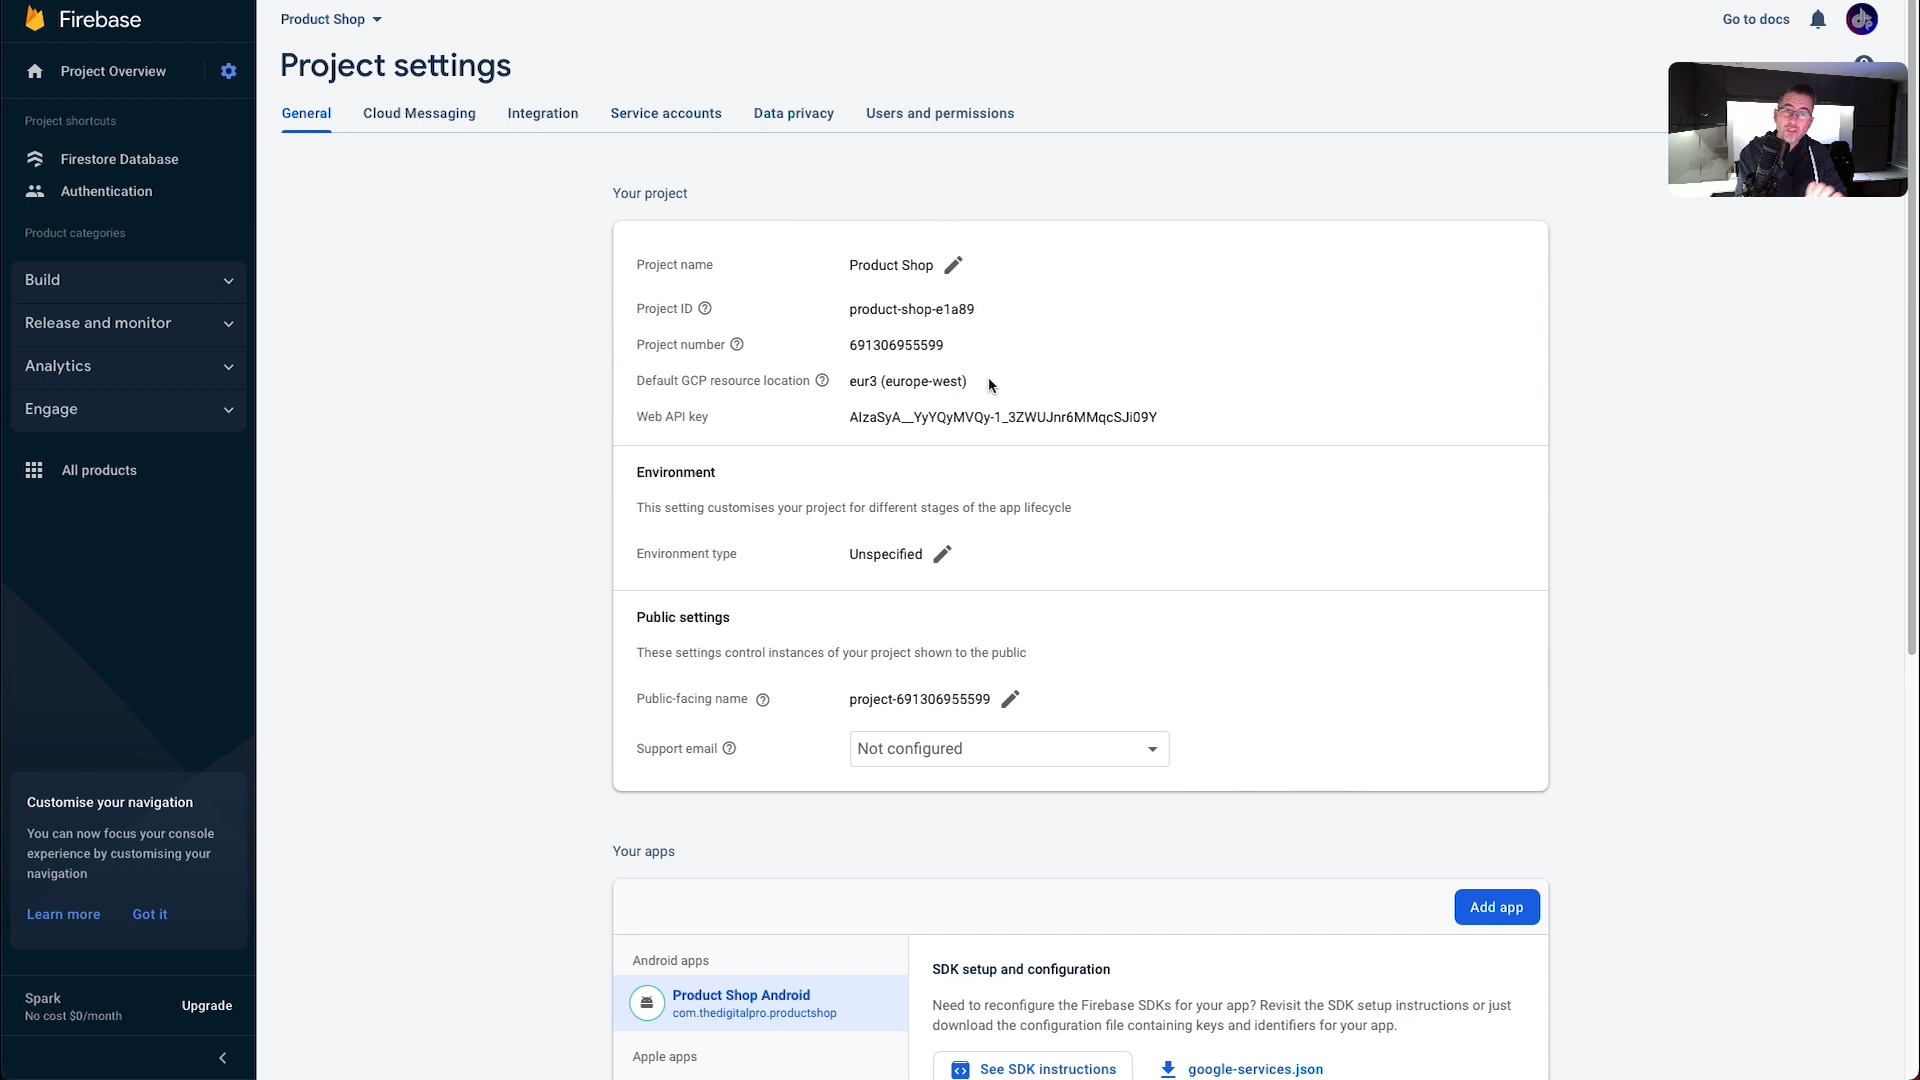 Firebase
Product Shop
Go to docs
Project Overview
Project settings
General
Cloud Messaging
Integration
Service accounts
Data privacy
Users and permissions
Project shortcuts
Firestore Database
Authentication
Product categories
Build
Release and monitor
Analytics
Engage
All products
Customise your navigation
You can now focus your console
experience by customising your
navigation
Learn more
Got it
Spark
No cost $0/month
Upgrade
Your project
Project name
Product Shop
Project ID
product-shop-e1a89
Project number
691306955599
Default GCP resource location
eur3 (europe-west)
Web API key
AIzaSyA__YyYQyMVQy-1_3ZWUJnr6MMqcSJi09Y
Environment
This setting customises your project for different stages of the app lifecycle
Environment type
Unspecified
Public settings
These settings control instances of your project shown to the public
Public-facing name
project-691306955599
Support email
Not configured
Your apps
Add app
Android apps
Product Shop Android
com.thedigitalpro.productshop
Apple apps
SDK setup and configuration
Need to reconfigure the Firebase SDKs for your app? Revisit the SDK setup instructions or just
download the configuration file containing keys and identifiers for your app.
See SDK instructions
google-services.json